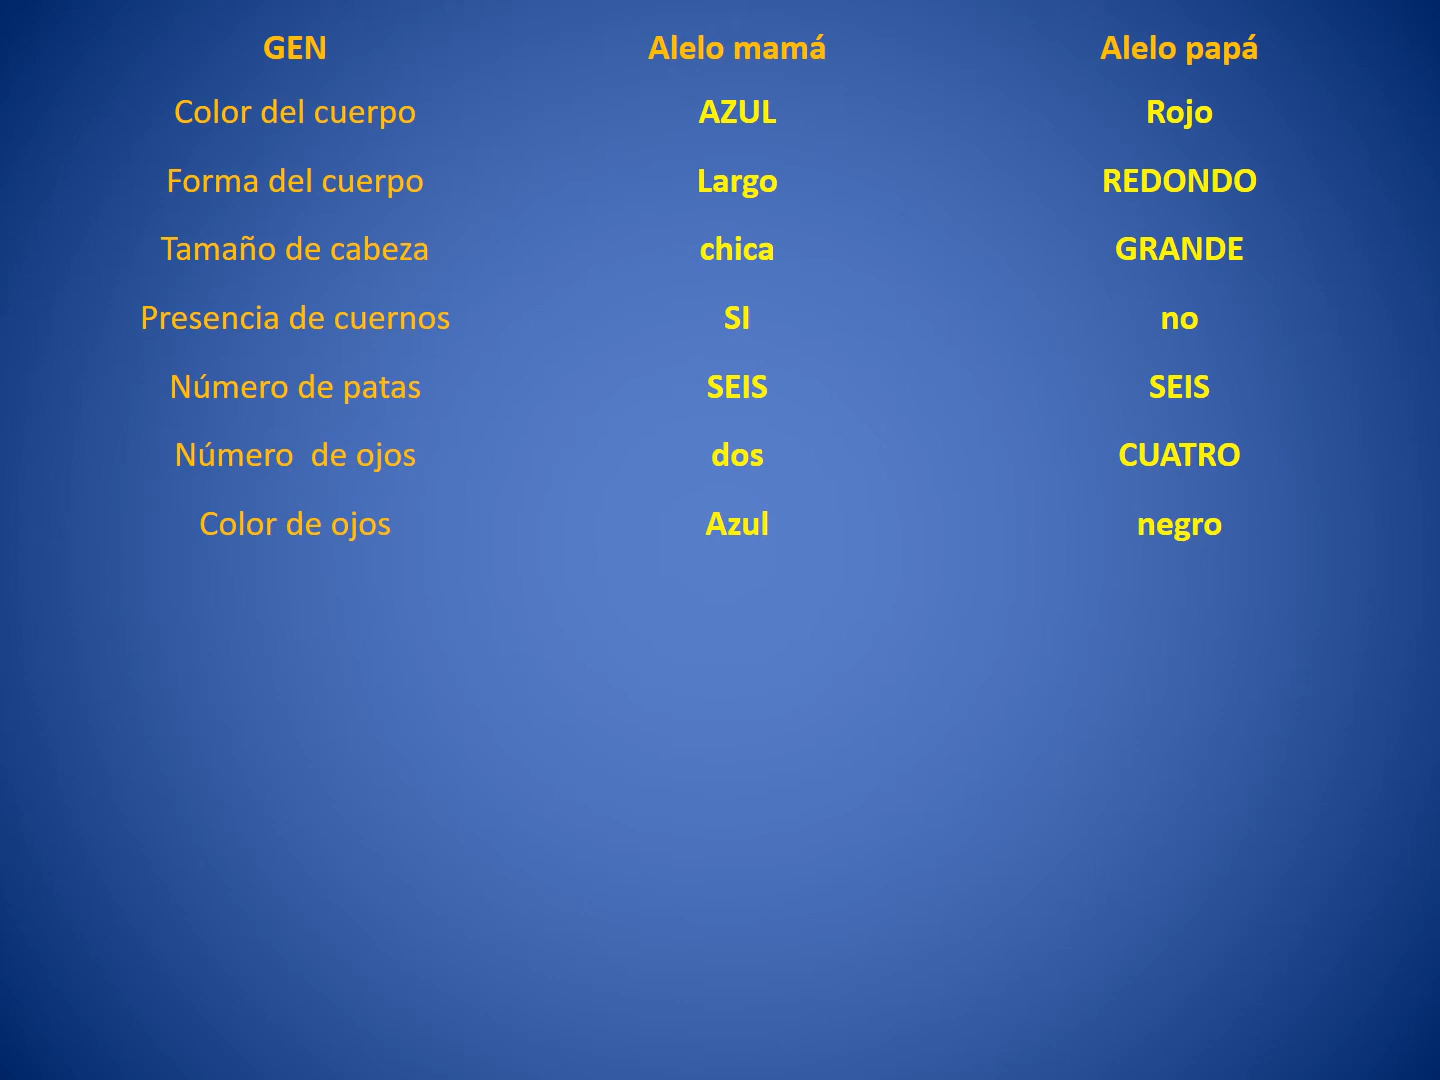 GEN Alelo mamá Alelo papá
Color del cuerpo AZUL Rojo
Forma del cuerpo Largo REDONDO
Tamaño de cabeza chica GRANDE
Presencia de cuernos SI no
Número de patas SEIS SEIS
Número  de ojos dos CUATRO
Color de ojos Azul negro